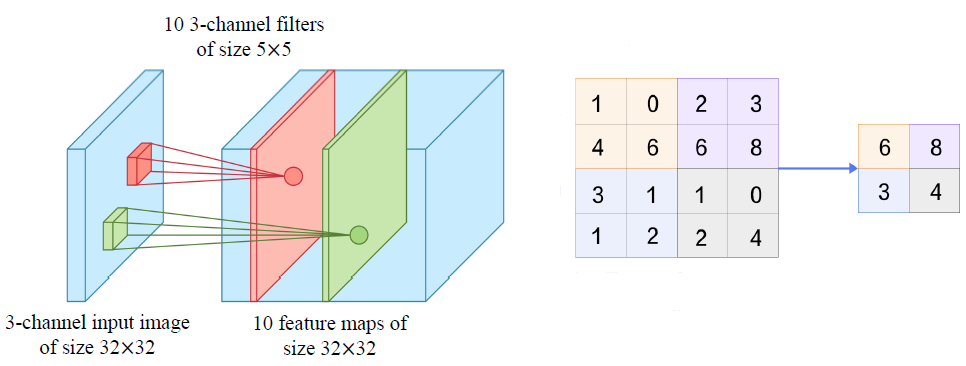 10 3-channel filters
of size 5×5
3-channel input image
of size 32×32
10 feature maps of
size 32×32
1 0 2 3
4 6 6 8
3 1 1 0
1 2 2 4
6 8
3 4